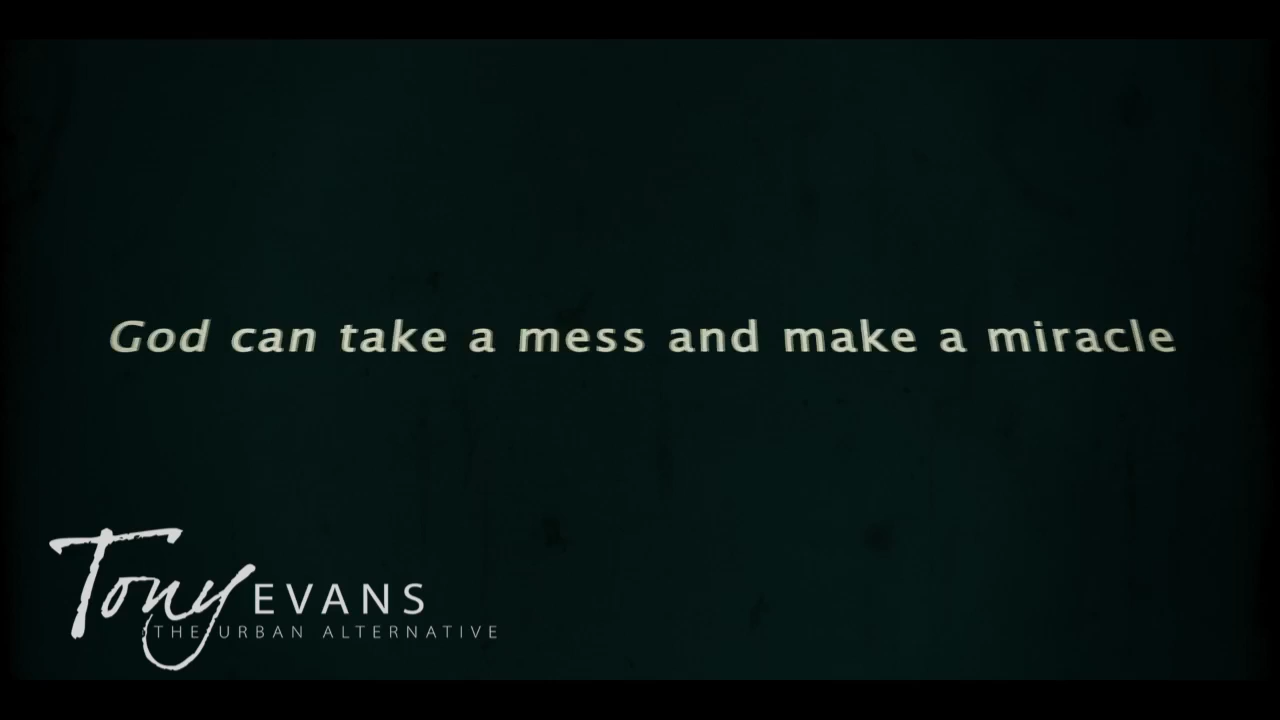 God can take a mess and make a miracle
Tony EVANS
THE URBAN ALTERNATIVE